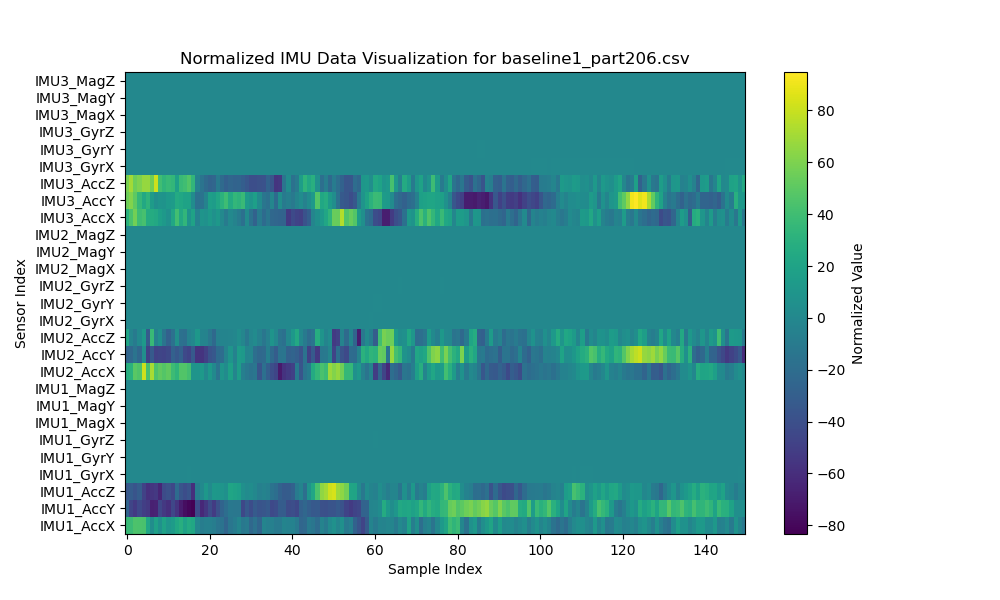 Normalized IMU Data Visualization for baseline1_part206.csv
IMU3_MagZ
IMU3_MagY
IMU3_MagX
IMU3_GyrZ
IMU3_GyrY
IMU3_GyrX
IMU3_AccZ
IMU3_AccY
IMU3_AccX
IMU2_MagZ
IMU2_MagY
IMU2_MagX
IMU2_GyrZ
IMU2_GyrY
IMU2_GyrX
IMU2_AccZ
IMU2_AccY
IMU2_AccX
IMU1_MagZ
IMU1_MagY
IMU1_MagX
IMU1_GyrZ
IMU1_GyrY
IMU1_GyrX
IMU1_AccZ
IMU1_AccY
IMU1_AccX
Sensor Index
0 20 40 60 80 100 120 140
Sample Index
80
60
40
20
0
−20
−40
−60
−80
Normalized Value